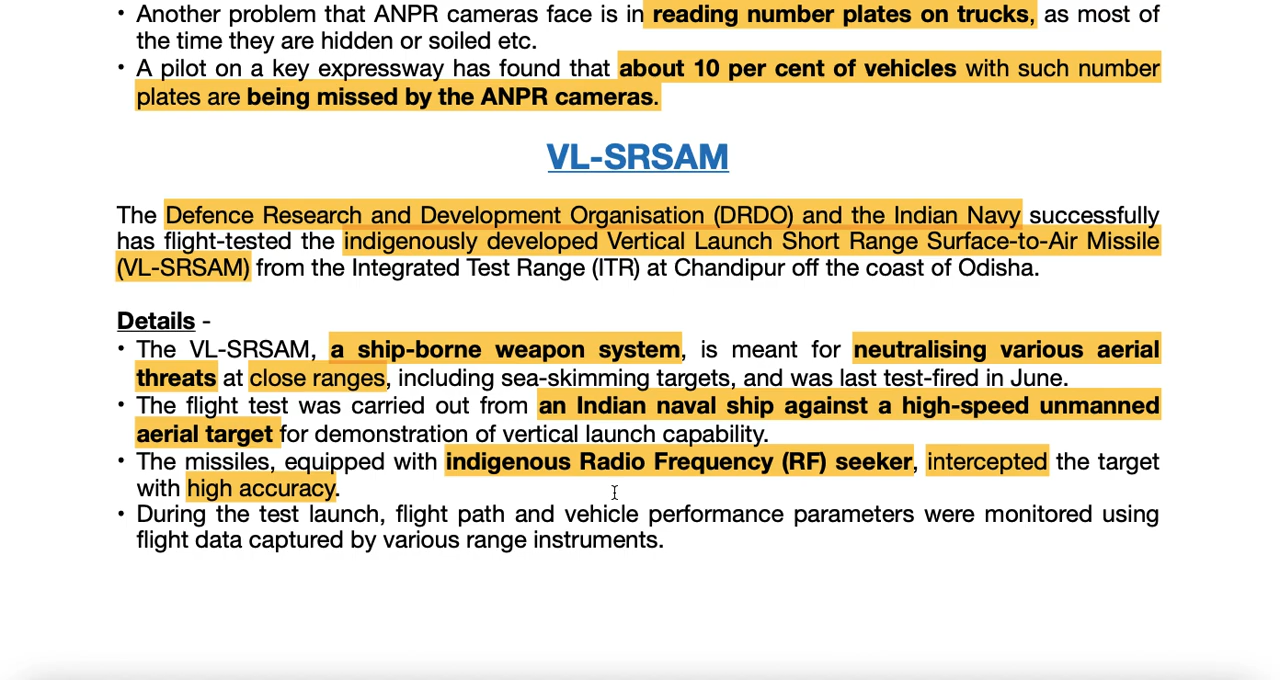 • Another problem that ANPR cameras face is in reading number plates on trucks, as most of
the time they are hidden or soiled etc.
• A pilot on a key expressway has found that about 10 per cent of vehicles with such number
plates are being missed by the ANPR cameras.
VL-SRSAM
The Defence Research and Development Organisation (DRDO) and the Indian Navy successfully
has flight-tested the indigenously developed Vertical Launch Short Range Surface-to-Air Missile
(VL-SRSAM) from the Integrated Test Range (ITR) at Chandipur off the coast of Odisha.
Details -
• The VL-SRSAM, a ship-borne weapon system, is meant for neutralising various aerial
threats at close ranges, including sea-skimming targets, and was last test-fired in June.
• The flight test was carried out from an Indian naval ship against a high-speed unmanned
aerial target for demonstration of vertical launch capability.
• The missiles, equipped with indigenous Radio Frequency (RF) seeker, intercepted the target
with high accuracy.
• During the test launch, flight path and vehicle performance parameters were monitored using
flight data captured by various range instruments.